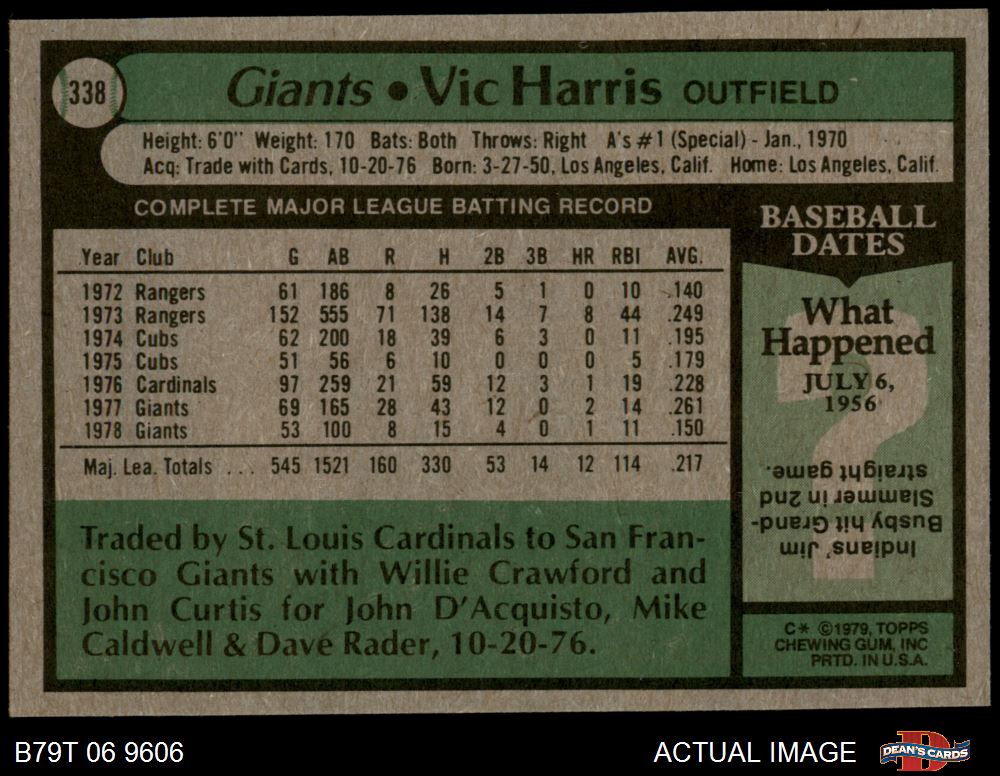 338
Giants • Vic Harris OUTFIELD
Height: 6'0" Weight: 170 Bats: Both Throws: Right A's #1 (Special) - Jan., 1970
Acq: Trade with Cards, 10-20-76 Born: 3-27-50, Los Angeles, Calif. Home: Los Angeles, Calif.
COMPLETE MAJOR LEAGUE BATTING RECORD
Year Club G AB R H 2B 3B HR RBI AVG.
1972 Rangers 61 186 8 26 5 1 0 10 .140
1973 Rangers 152 555 71 138 14 7 8 44 .249
1974 Cubs 62 200 18 39 6 3 0 11 .195
1975 Cubs 51 56 6 10 0 0 0 5 .179
1976 Cardinals 97 259 21 59 12 3 1 19 .228
1977 Giants 69 165 28 43 12 0 2 14 .261
1978 Giants 53 100 8 15 4 0 1 11 .150
Maj. Lea. Totals . . . 545 1521 160 330 53 14 12 114 .217
Traded by St. Louis Cardinals to San Fran-
cisco Giants with Willie Crawford and
John Curtis for John D'Acquisto, Mike
Caldwell & Dave Rader, 10-20-76.
BASEBALL
DATES
What
Happened
JULY 6,
1956
?
Indians' Jim
Busby hit Grand-
Slammer in 2nd
straight game.
C* ©1979, TOPPS
CHEWING GUM, INC
PRTD. IN U.S.A.
B79T 06 9606
ACTUAL IMAGE
D
DEAN'S CARDS